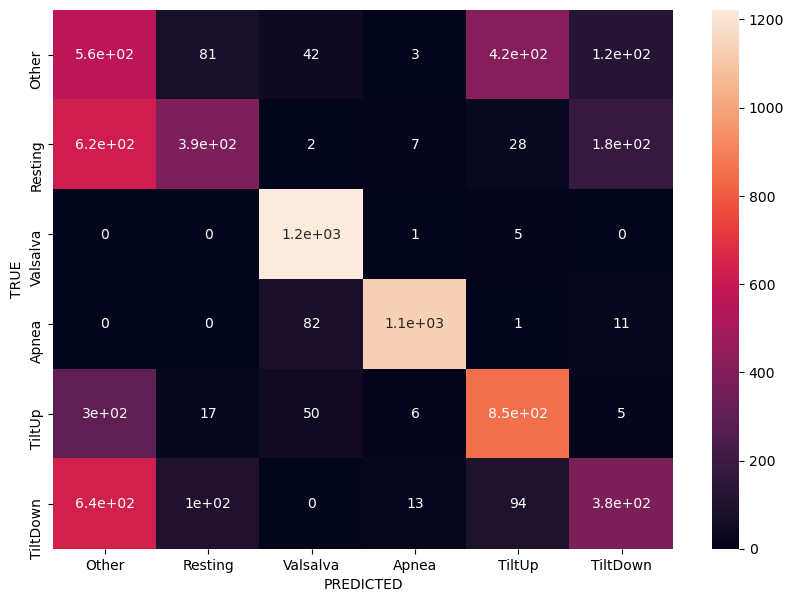 Other 5.6e+02 81 42 3 4.2e+02 1.2e+02
Resting 6.2e+02 3.9e+02 2 7 28 1.8e+02
Valsalva 0 0 1.2e+03 1 5 0
Apnea 0 0 82 1.1e+03 1 11
TiltUp 3e+02 17 50 6 8.5e+02 5
TiltDown 6.4e+02 1e+02 0 13 94 3.8e+02
TRUE
Other Resting Valsalva Apnea TiltUp TiltDown
PREDICTED
1200
1000
800
600
400
200
0